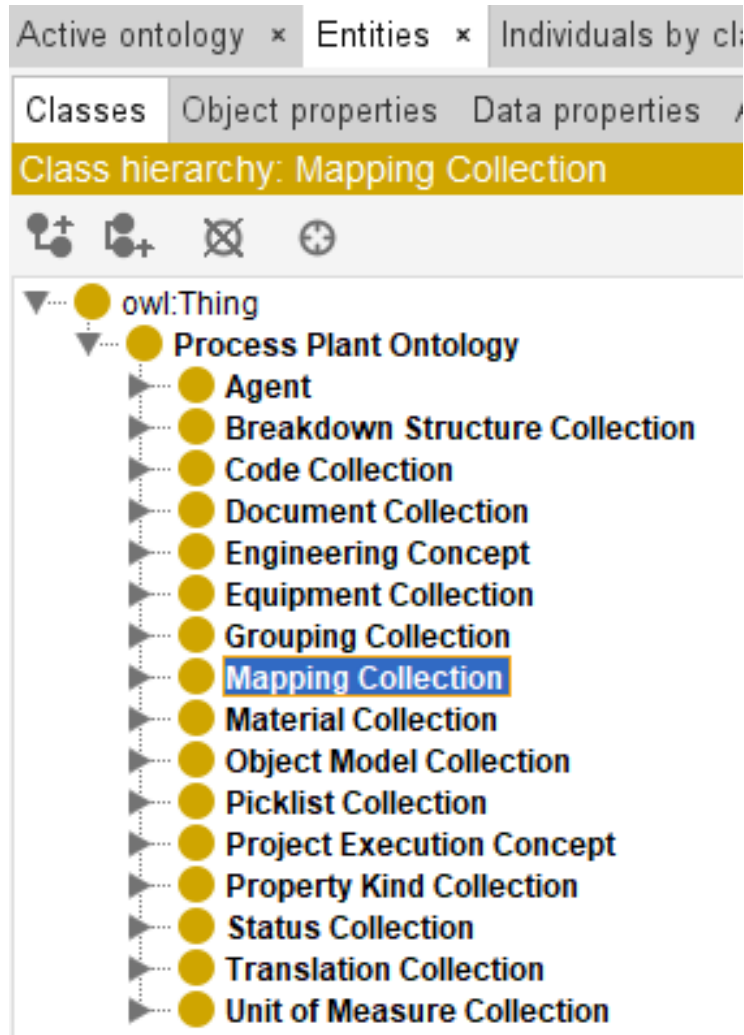 Active ontology × Entities × Individuals by
Classes Object properties Data properties
Class hierarchy: Mapping Collection
owl:Thing
Process Plant Ontology
Agent
Breakdown Structure Collection
Code Collection
Document Collection
Engineering Concept
Equipment Collection
Grouping Collection
Mapping Collection
Material Collection
Object Model Collection
Picklist Collection
Project Execution Concept
Property Kind Collection
Status Collection
Translation Collection
Unit of Measure Collection